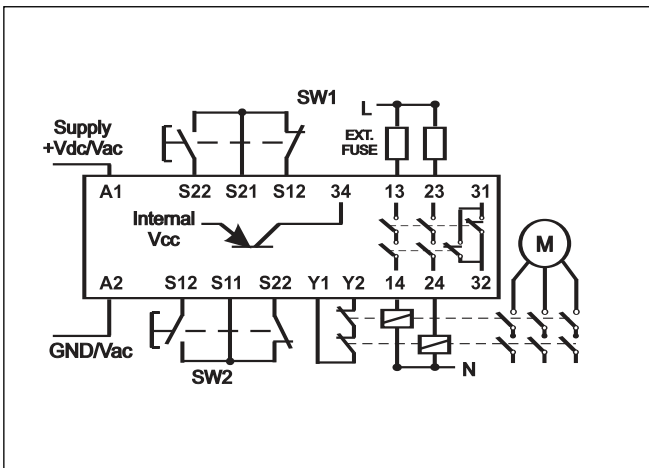 SW1
L
Supply
+Vdc/Vac
EXT.
FUSE
A1 S22 S21 S12 34 13 23 31
Internal
Vcc
M
A2 S12 S11 S22 Y1 Y2 14 24 32
GND/Vac
SW2
N